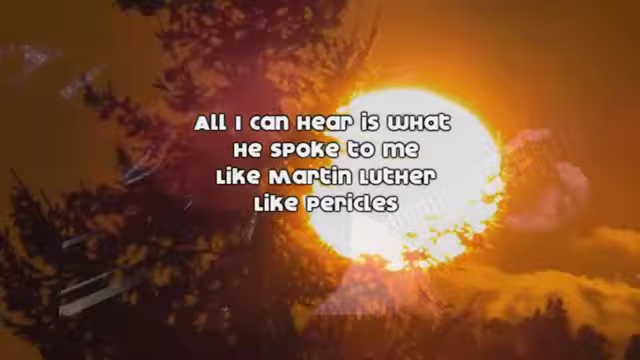 All I can Hear is what
He spoke to me
Like Martin Luther
Like Pericles